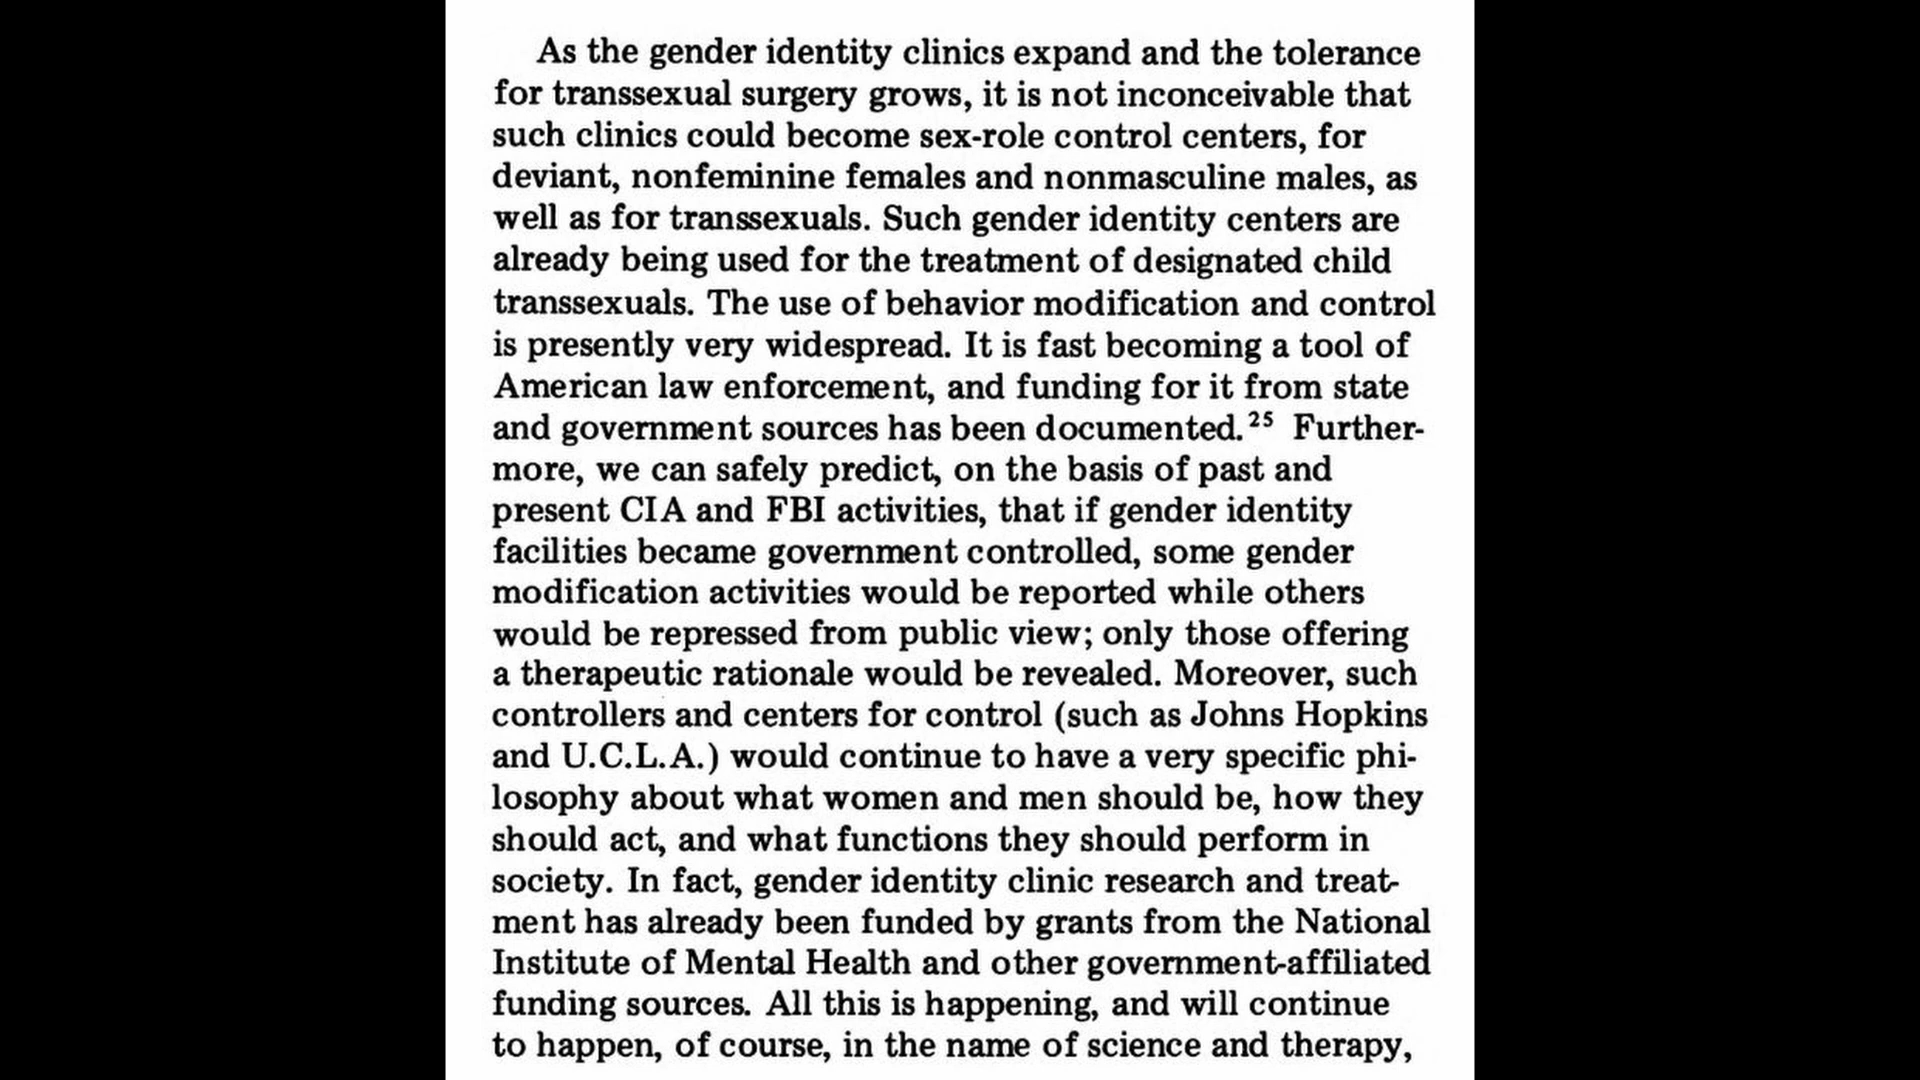 As the gender identity clinics expand and the tolerance
for transsexual surgery grows, it is not inconceivable that
such clinics could become sex-role control centers, for
deviant, nonfeminine females and nonmasculine males, as
well as for transsexuals. Such gender identity centers are
already being used for the treatment of designated child
transsexuals. The use of behavior modification and control
is presently very widespread. It is fast becoming a tool of
American law enforcement, and funding for it from state
and government sources has been documented.²⁵ Further-
more, we can safely predict, on the basis of past and
present CIA and FBI activities, that if gender identity
facilities became government controlled, some gender
modification activities would be reported while others
would be repressed from public view; only those offering
a therapeutic rationale would be revealed. Moreover, such
controllers and centers for control (such as Johns Hopkins
and U.C.L.A.) would continue to have a very specific phi-
losophy about what women and men should be, how they
should act, and what functions they should perform in
society. In fact, gender identity clinic research and treat-
ment has already been funded by grants from the National
Institute of Mental Health and other government-affiliated
funding sources. All this is happening, and will continue
to happen, of course, in the name of science and therapy,